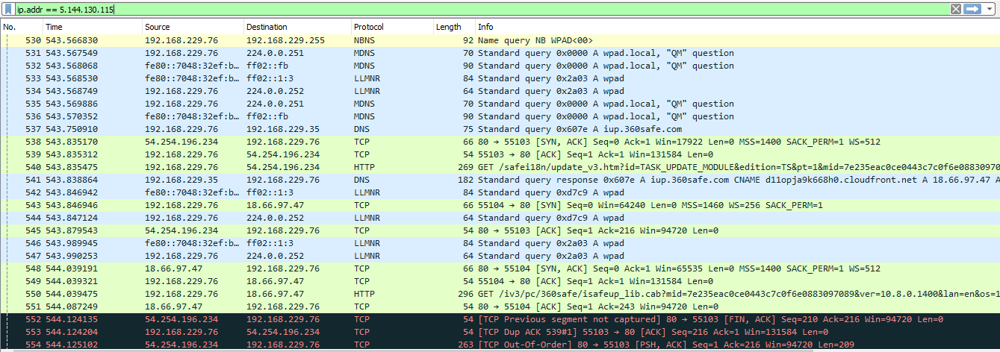 ip.addr == 5.144.130.115
No. Time Source Destination Protocol Length Info
530 543.566830 192.168.229.76 192.168.229.255 NBNS 92 Name query NB WPAD<00>
531 543.567549 192.168.229.76 224.0.0.251 MDNS 70 Standard query 0x0000 A wpad.local, "QM" question
532 543.568068 fe80::7048:32ef:b… ff02::fb MDNS 90 Standard query 0x0000 A wpad.local, "QM" question
533 543.568530 fe80::7048:32ef:b… ff02::1:3 LLMNR 84 Standard query 0x2a03 A wpad
534 543.568749 192.168.229.76 224.0.0.252 LLMNR 64 Standard query 0x2a03 A wpad
535 543.569886 192.168.229.76 224.0.0.251 MDNS 70 Standard query 0x0000 A wpad.local, "QM" question
536 543.570352 fe80::7048:32ef:b… ff02::fb MDNS 90 Standard query 0x0000 A wpad.local, "QM" question
537 543.750910 192.168.229.76 192.168.229.35 DNS 75 Standard query 0x607e A iup.360safe.com
538 543.835170 54.254.196.234 192.168.229.76 TCP 66 80 → 55103 [SYN, ACK] Seq=0 Ack=1 Win=17922 Len=0 MSS=1400 SACK_PERM=1 WS=512
539 543.835312 192.168.229.76 54.254.196.234 TCP 54 55103 → 80 [ACK] Seq=1 Ack=1 Win=131584 Len=0
540 543.835475 192.168.229.76 54.254.196.234 HTTP 269 GET /safei18n/update_v3.htm?id=TASK_UPDATE_MODULE&edition=TS&pt=1&mid=7e235eac0ce0443c7c0f6e08830970
541 543.838864 192.168.229.35 192.168.229.76 DNS 182 Standard query response 0x607e A iup.360safe.com CNAME d11opja9k668h0.cloudfront.net A 18.66.97.47 A
542 543.846942 fe80::7048:32ef:b… ff02::1:3 LLMNR 84 Standard query 0xd7c9 A wpad
543 543.846946 192.168.229.76 18.66.97.47 TCP 66 55104 → 80 [SYN] Seq=0 Win=64240 Len=0 MSS=1460 WS=256 SACK_PERM=1
544 543.847124 192.168.229.76 224.0.0.252 LLMNR 64 Standard query 0xd7c9 A wpad
545 543.879543 54.254.196.234 192.168.229.76 TCP 54 80 → 55103 [ACK] Seq=1 Ack=216 Win=94720 Len=0
546 543.989945 fe80::7048:32ef:b… ff02::1:3 LLMNR 84 Standard query 0x2a03 A wpad
547 543.990253 192.168.229.76 224.0.0.252 LLMNR 64 Standard query 0x2a03 A wpad
548 544.039191 18.66.97.47 192.168.229.76 TCP 66 80 → 55104 [SYN, ACK] Seq=0 Ack=1 Win=65535 Len=0 MSS=1400 SACK_PERM=1 WS=512
549 544.039321 192.168.229.76 18.66.97.47 TCP 54 55104 → 80 [ACK] Seq=1 Ack=1 Win=131584 Len=0
550 544.039475 192.168.229.76 18.66.97.47 HTTP 296 GET /iv3/pc/360safe/isafeup_lib.cab?mid=7e235eac0ce0443c7c0f6e0883097089&ver=10.8.0.1400&lan=en&os=1
551 544.087249 18.66.97.47 192.168.229.76 TCP 54 80 → 55104 [ACK] Seq=1 Ack=243 Win=94720 Len=0
552 544.124135 54.254.196.234 192.168.229.76 TCP 54 [TCP Previous segment not captured] 80 → 55103 [FIN, ACK] Seq=210 Ack=216 Win=94720 Len=0
553 544.124204 192.168.229.76 54.254.196.234 TCP 54 [TCP Dup ACK 539#1] 55103 → 80 [ACK] Seq=216 Ack=1 Win=131584 Len=0
554 544.125102 54.254.196.234 192.168.229.76 TCP 263 [TCP Out-Of-Order] 80 → 55103 [PSH, ACK] Seq=1 Ack=216 Win=94720 Len=209